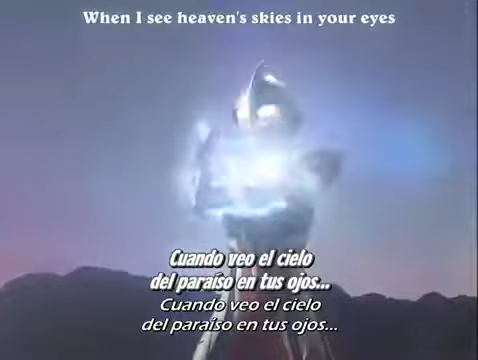 When I see heaven's skies in your eyes
Cuando veo el cielo
del paraíso en tus ojos...
Cuando veo el cielo
del paraíso en tus ojos...